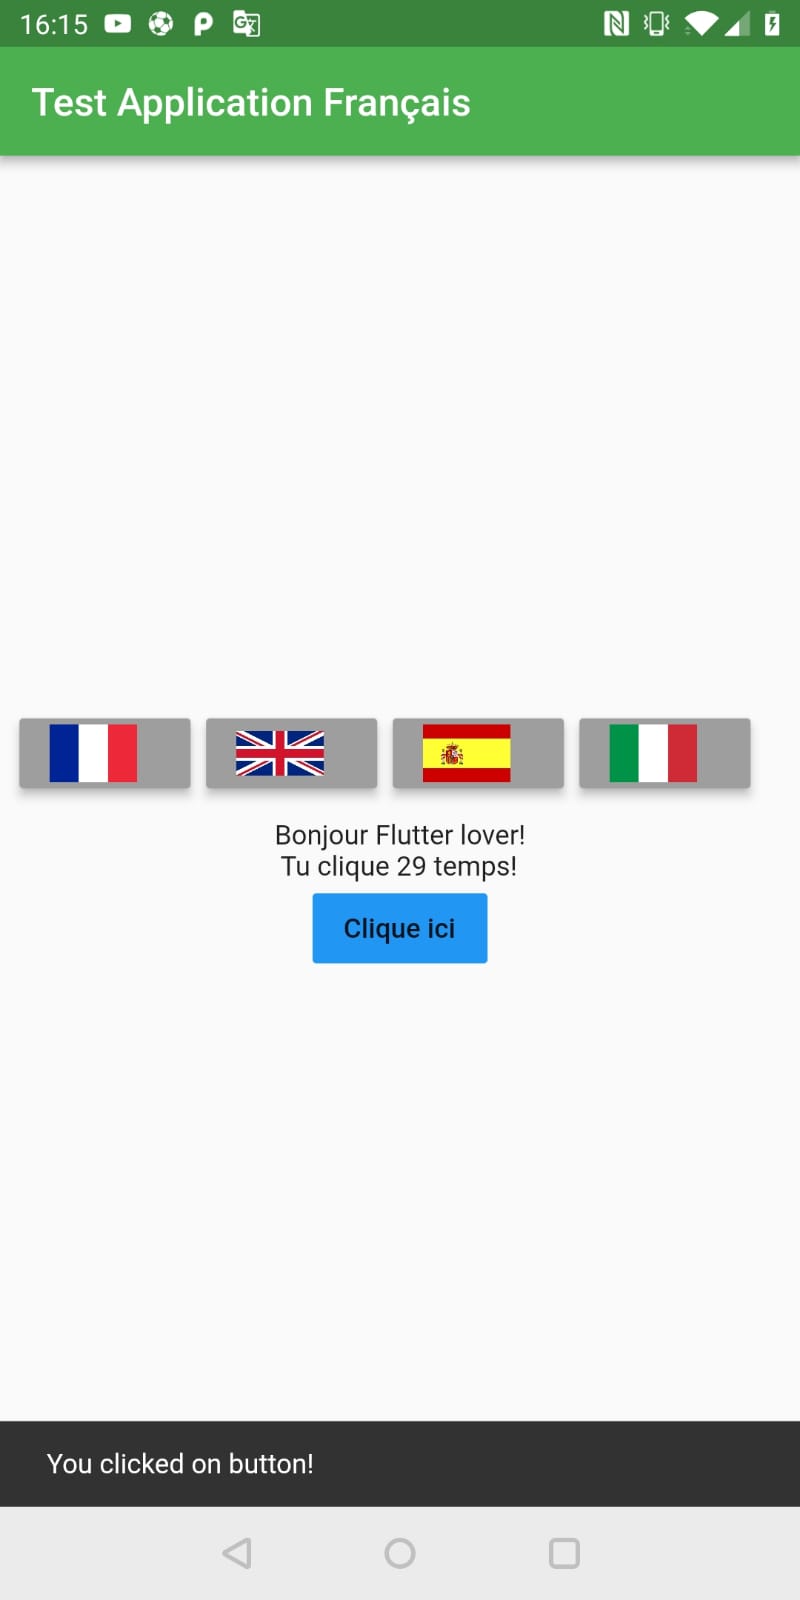 16:15
Test Application Français
Bonjour Flutter lover!
Tu clique 29 temps!
Clique ici
You clicked on button!